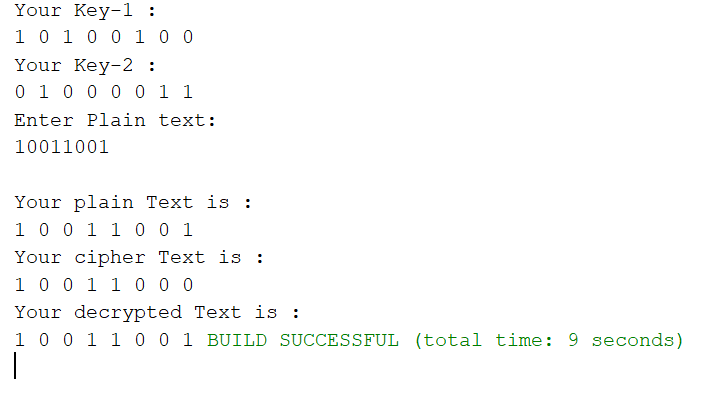 Your Key-1 :
1 0 1 0 0 1 0 0
Your Key-2 :
0 1 0 0 0 0 1 1
Enter Plain text:
10011001
Your plain Text is :
1 0 0 1 1 0 0 1
Your cipher Text is :
1 0 0 1 1 0 0 0
Your decrypted Text is :
1 0 0 1 1 0 0 1 BUILD SUCCESSFUL (total time: 9 seconds)